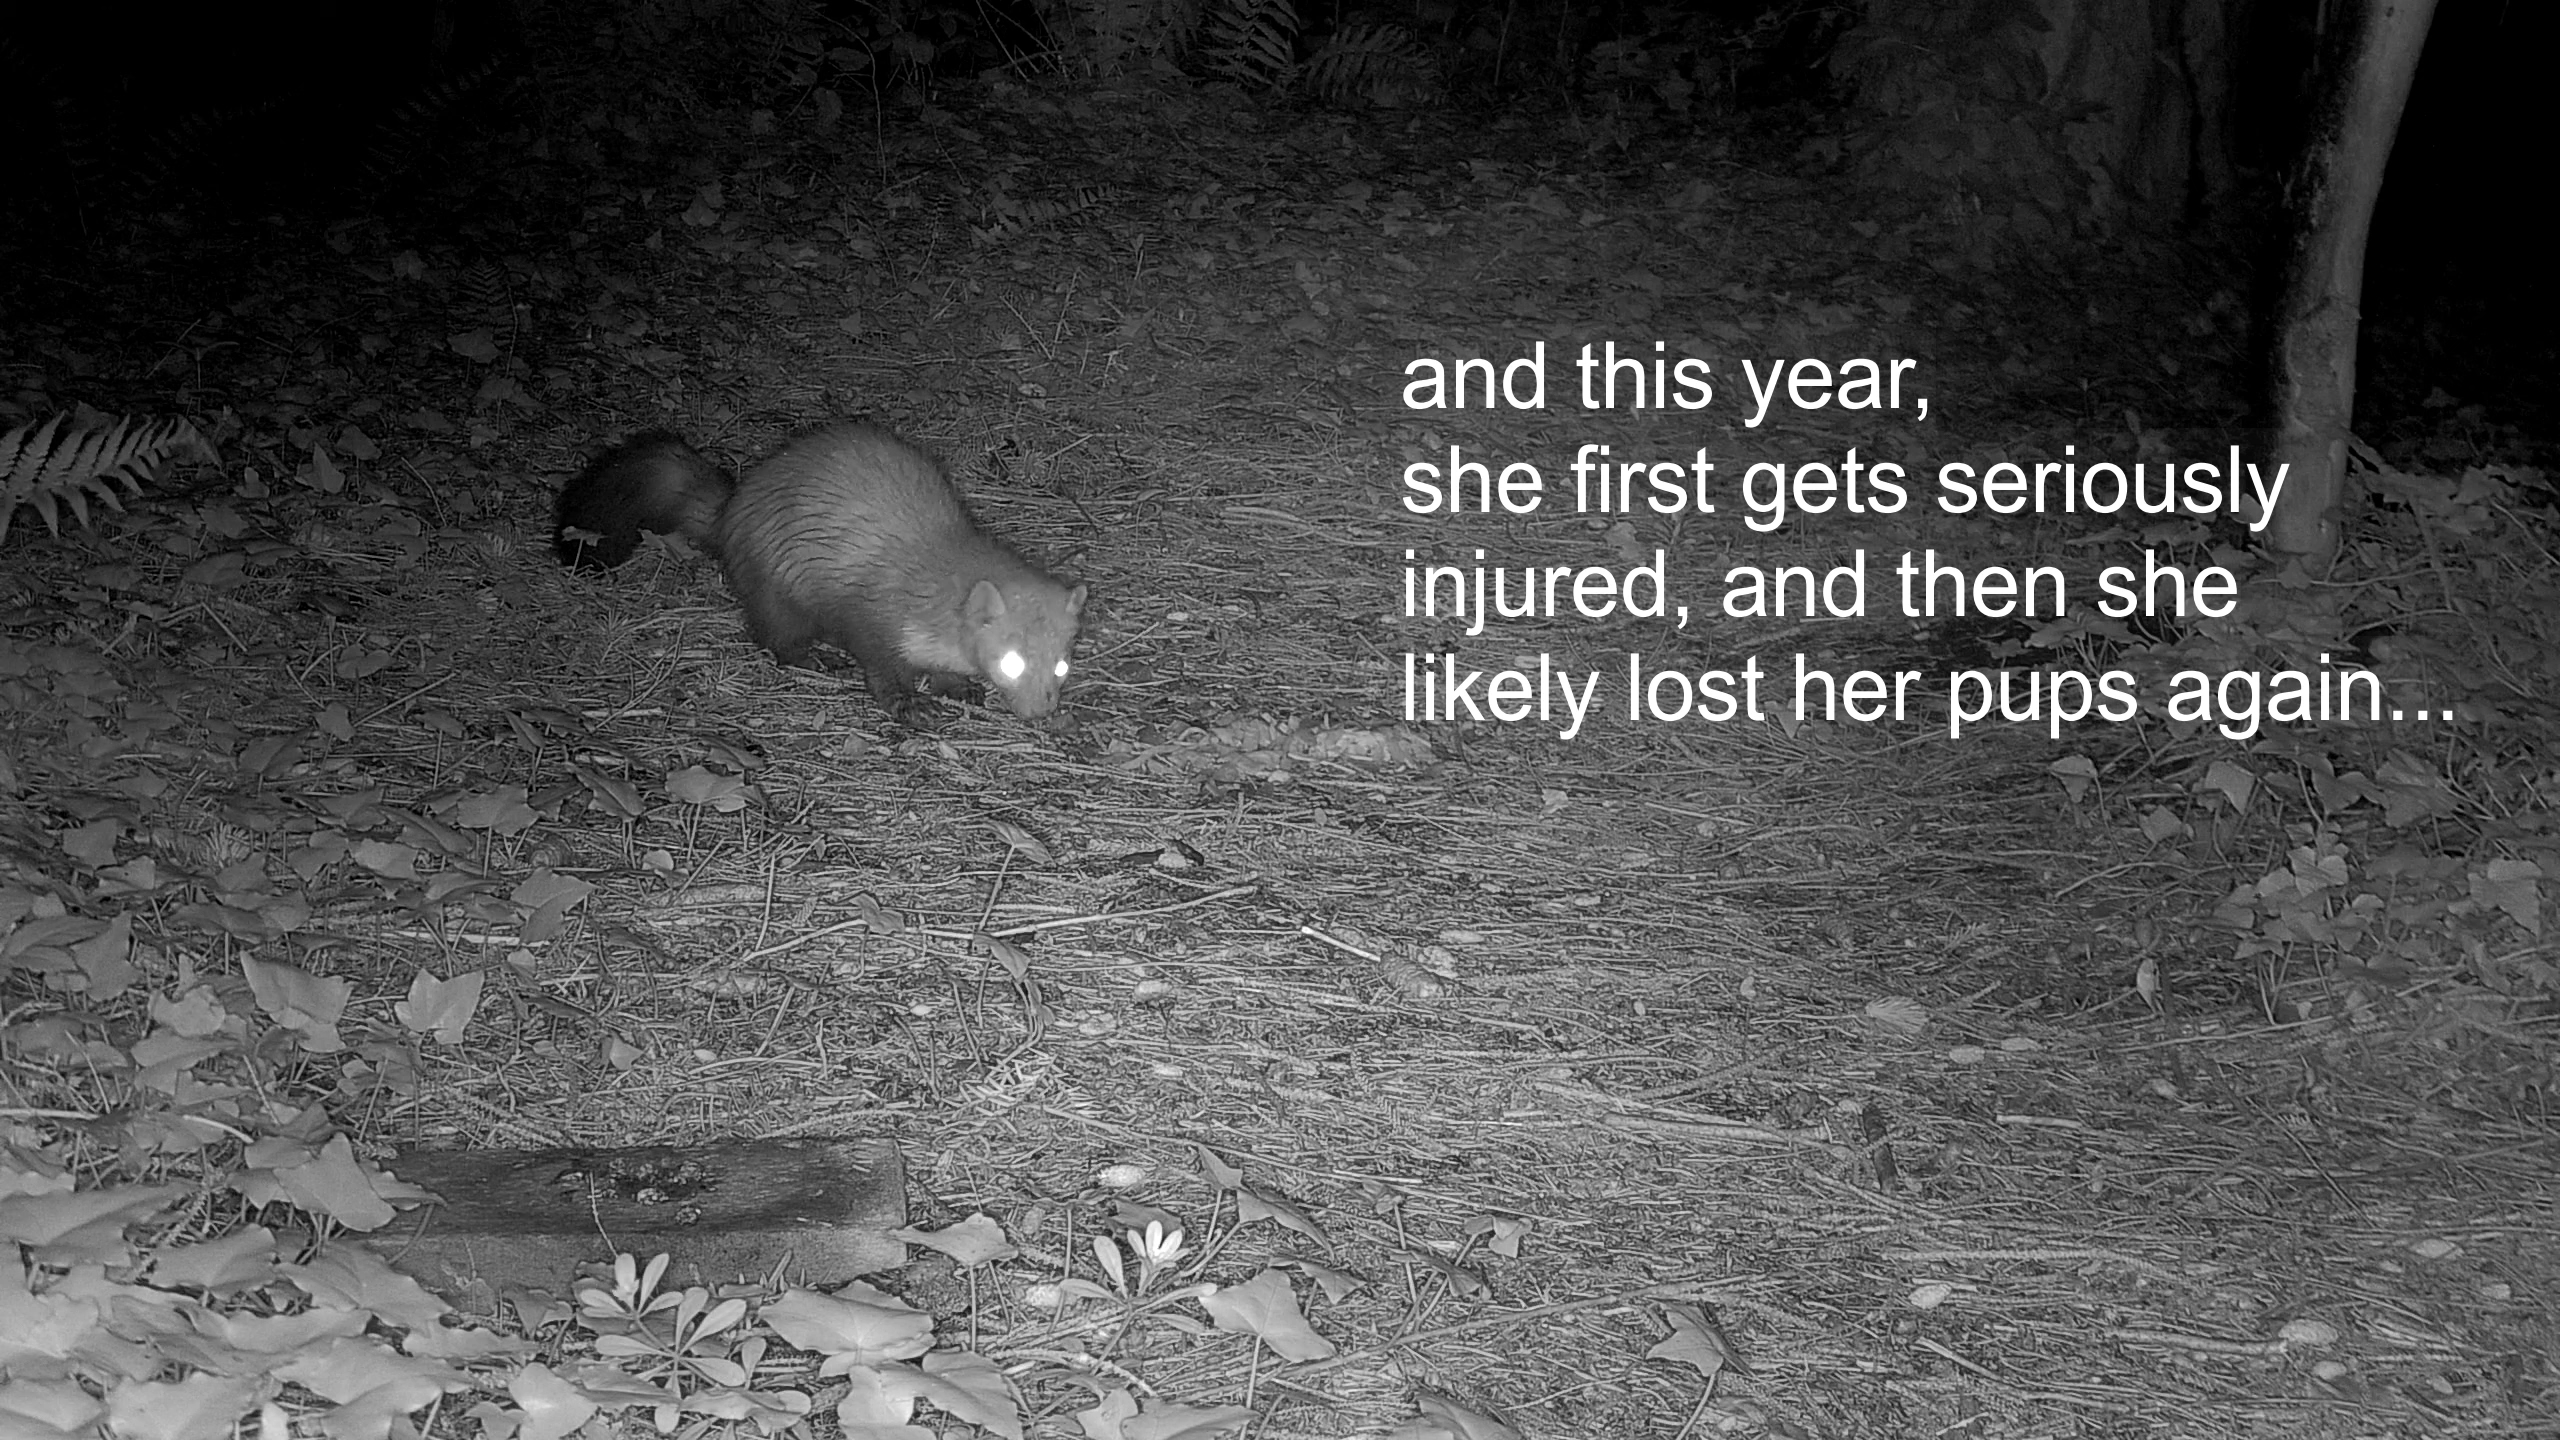 and this year,
she first gets seriously
injured, and then she
likely lost her pups again...